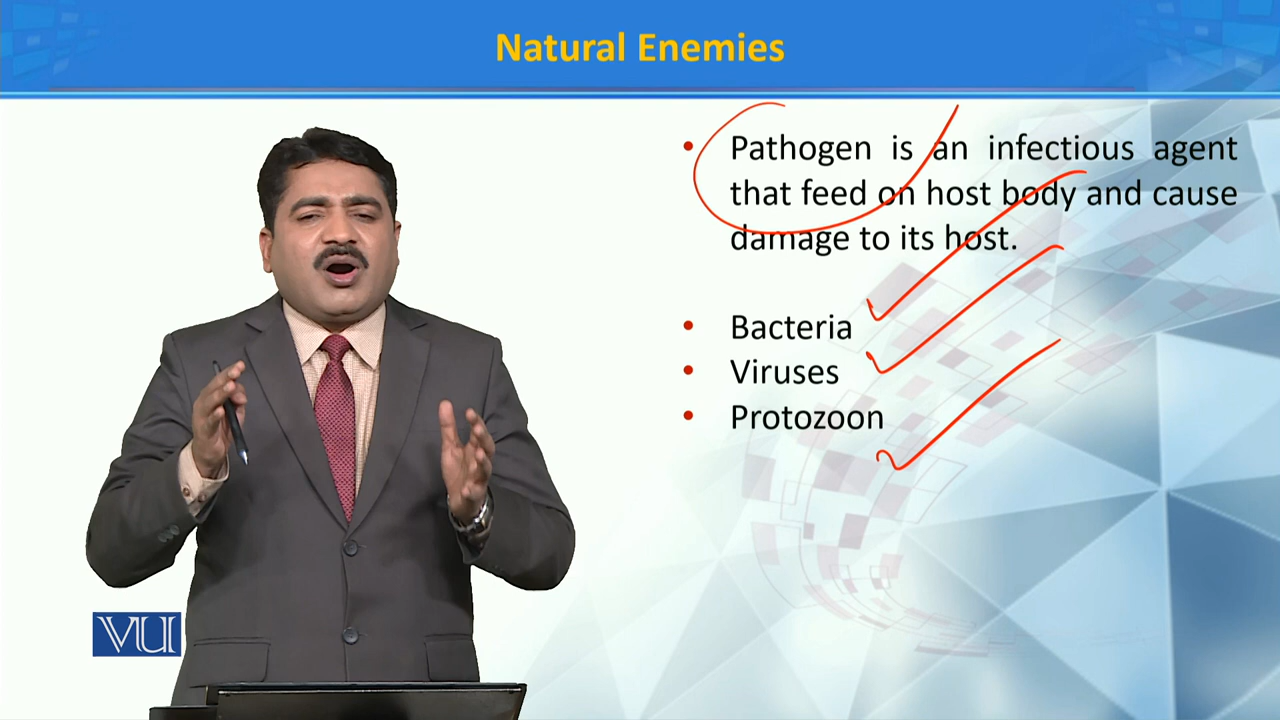 Natural Enemies
• Pathogen is an infectious agent
that feed on host body and cause
damage to its host.
• Bacteria
• Viruses
• Protozoon
VU